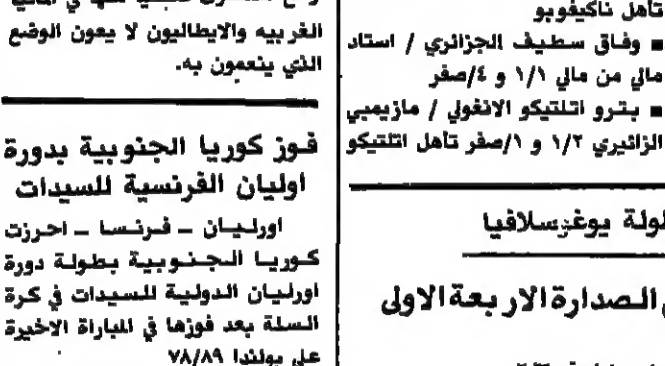 الغربيه والايطاليون لا يعون الوضع
الذي ينعمون به.
فوز كوريا الجنوبية بدورة
اوليان الفرنسية للسيدات
اورليان ـ فرنسا ـ احرزت
كوريا الجنوبية بطولة دورة
اورليان الدولية للسيدات في كرة
السلة بعد فوزها في المباراة الاخيرة
على بولندا ٧٨/٨٩
تأهل ناكيفوبو
■ وفاق سطيف الجزائري / استاد
مالي من مالي ١/١ و ٤/صفر
■ بترو اتلتيكو الانغولي / مازيمبي
الزائيري ١/٢ و ١/صفر تأهل اتلتيكو
يوغسلافيا
الصدارة الاربعة الاولى